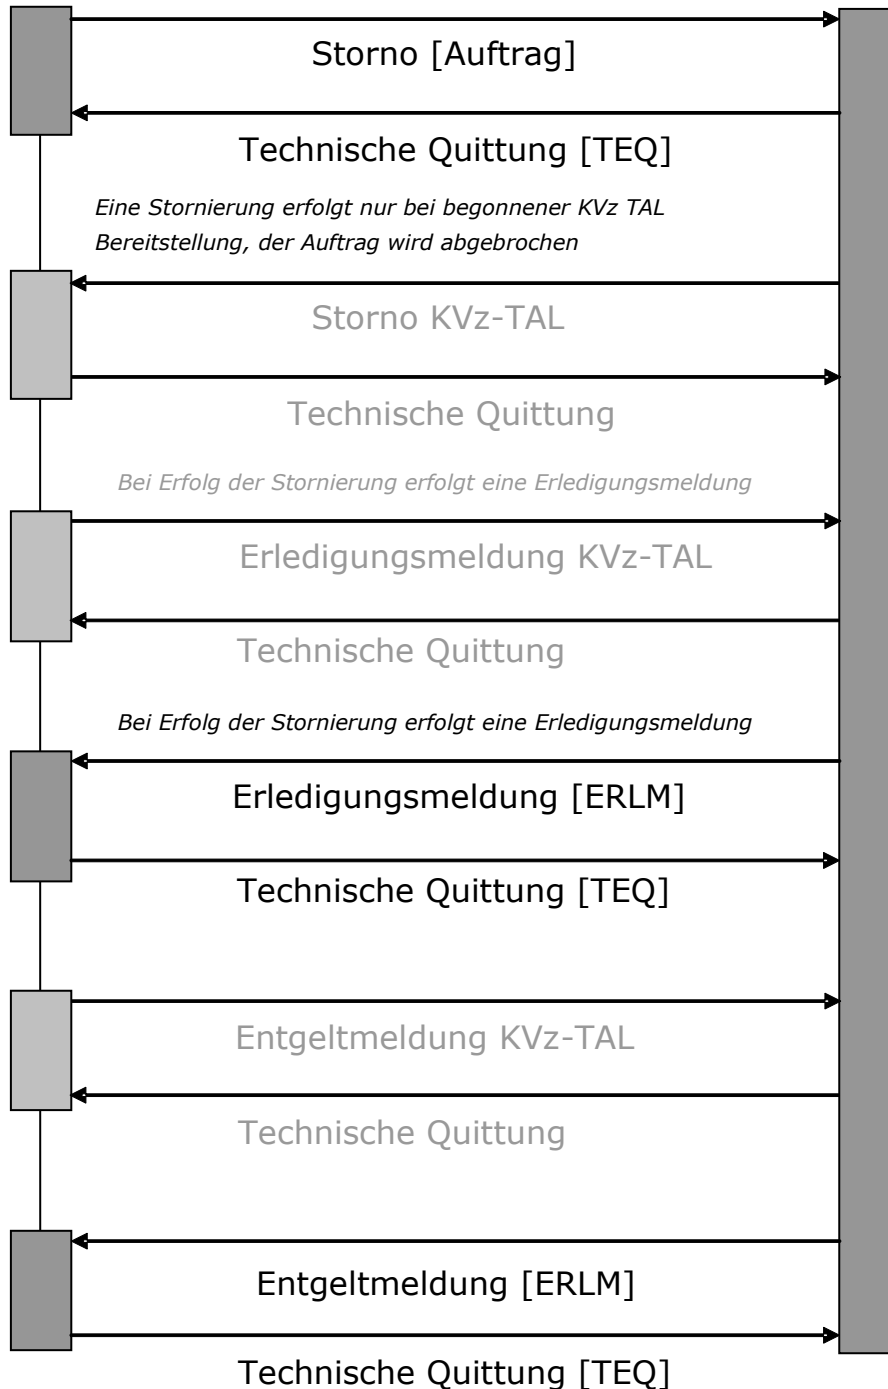 Storno [Auftrag]
Technische Quittung [TEQ]
Eine Stornierung erfolgt nur bei begonnener KVz TAL
Bereitstellung, der Auftrag wird abgebrochen
Storno KVz-TAL
Technische Quittung
Bei Erfolg der Stornierung erfolgt eine Erledigungsmeldung
Erledigungsmeldung KVz-TAL
Technische Quittung
Bei Erfolg der Stornierung erfolgt eine Erledigungsmeldung
Erledigungsmeldung [ERLM]
Technische Quittung [TEQ]
Entgeltmeldung KVz-TAL
Technische Quittung
Entgeltmeldung [ERLM]
Technische Quittung [TEQ]